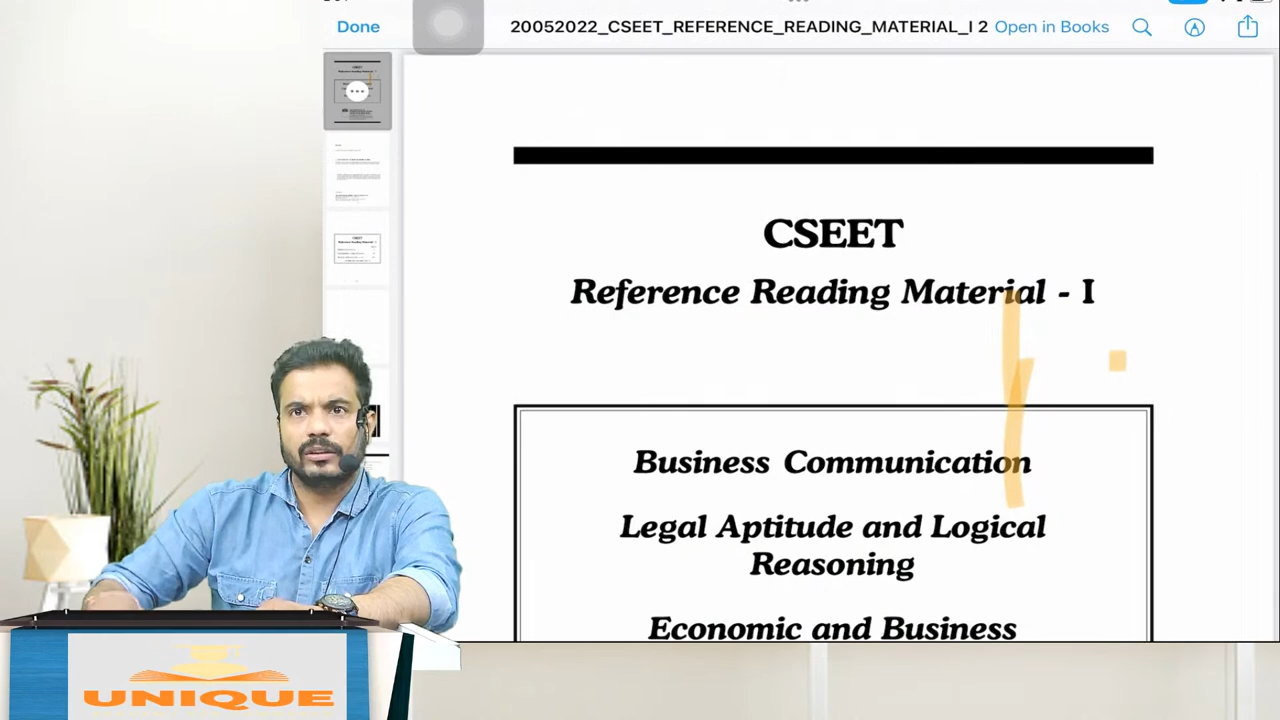 Done
20052022_CSEET_REFERENCE_READING_MATERIAL_I 2
Open in Books
CSEET
Reference Reading Material - I
Business Communication
Legal Aptitude and Logical
Reasoning
Economic and Business
UNIQUE